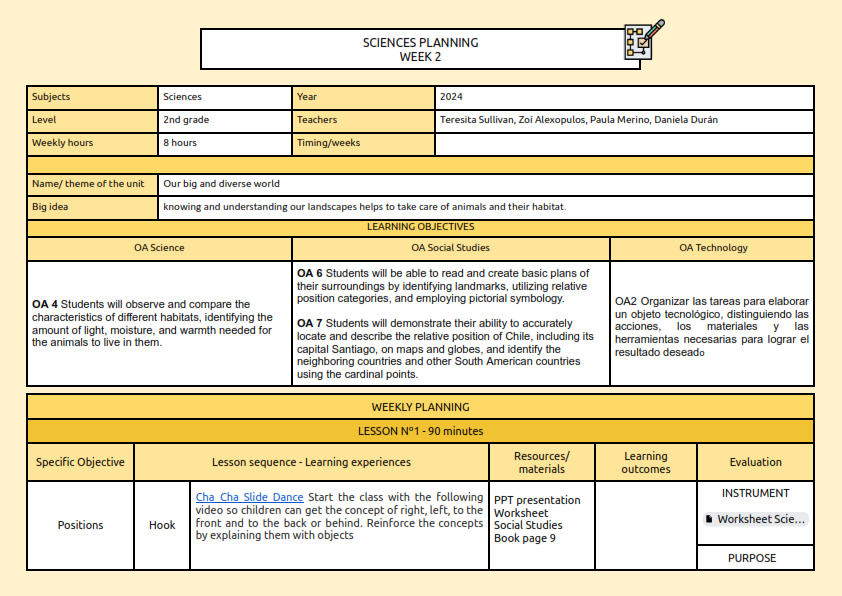 SCIENCES PLANNING
WEEK 2
Subjects Sciences Year 2024
Level 2nd grade Teachers Teresita Sullivan, Zoí Alexopulos, Paula Merino, Daniela Durán
Weekly hours 8 hours Timing/weeks
Name/ theme of the unit Our big and diverse world
Big idea knowing and understanding our landscapes helps to take care of animals and their habitat.
LEARNING OBJECTIVES
OA Science OA Social Studies OA Technology
OA 4 Students will observe and compare the
characteristics of different habitats, identifying the
amount of light, moisture, and warmth needed for
the animals to live in them.
OA 6 Students will be able to read and create basic plans of
their surroundings by identifying landmarks, utilizing relative
position categories, and employing pictorial symbology.
OA 7 Students will demonstrate their ability to accurately
locate and describe the relative position of Chile, including its
capital Santiago, on maps and globes, and identify the
neighboring countries and other South American countries
using the cardinal points.
OA2 Organizar las tareas para elaborar
un objeto tecnológico, distinguiendo las
acciones, los materiales y las
herramientas necesarias para lograr el
resultado deseado
WEEKLY PLANNING
LESSON Nº1 - 90 minutes
Specific Objective Lesson sequence - Learning experiences Resources/
materials Learning
outcomes Evaluation
Positions
Hook
Cha Cha Slide Dance Start the class with the following
video so children can get the concept of right, left, to the
front and to the back or behind. Reinforce the concepts
by explaining them with objects
PPT presentation
Worksheet
Social Studies
Book page 9
INSTRUMENT
Worksheet Scie...
PURPOSE